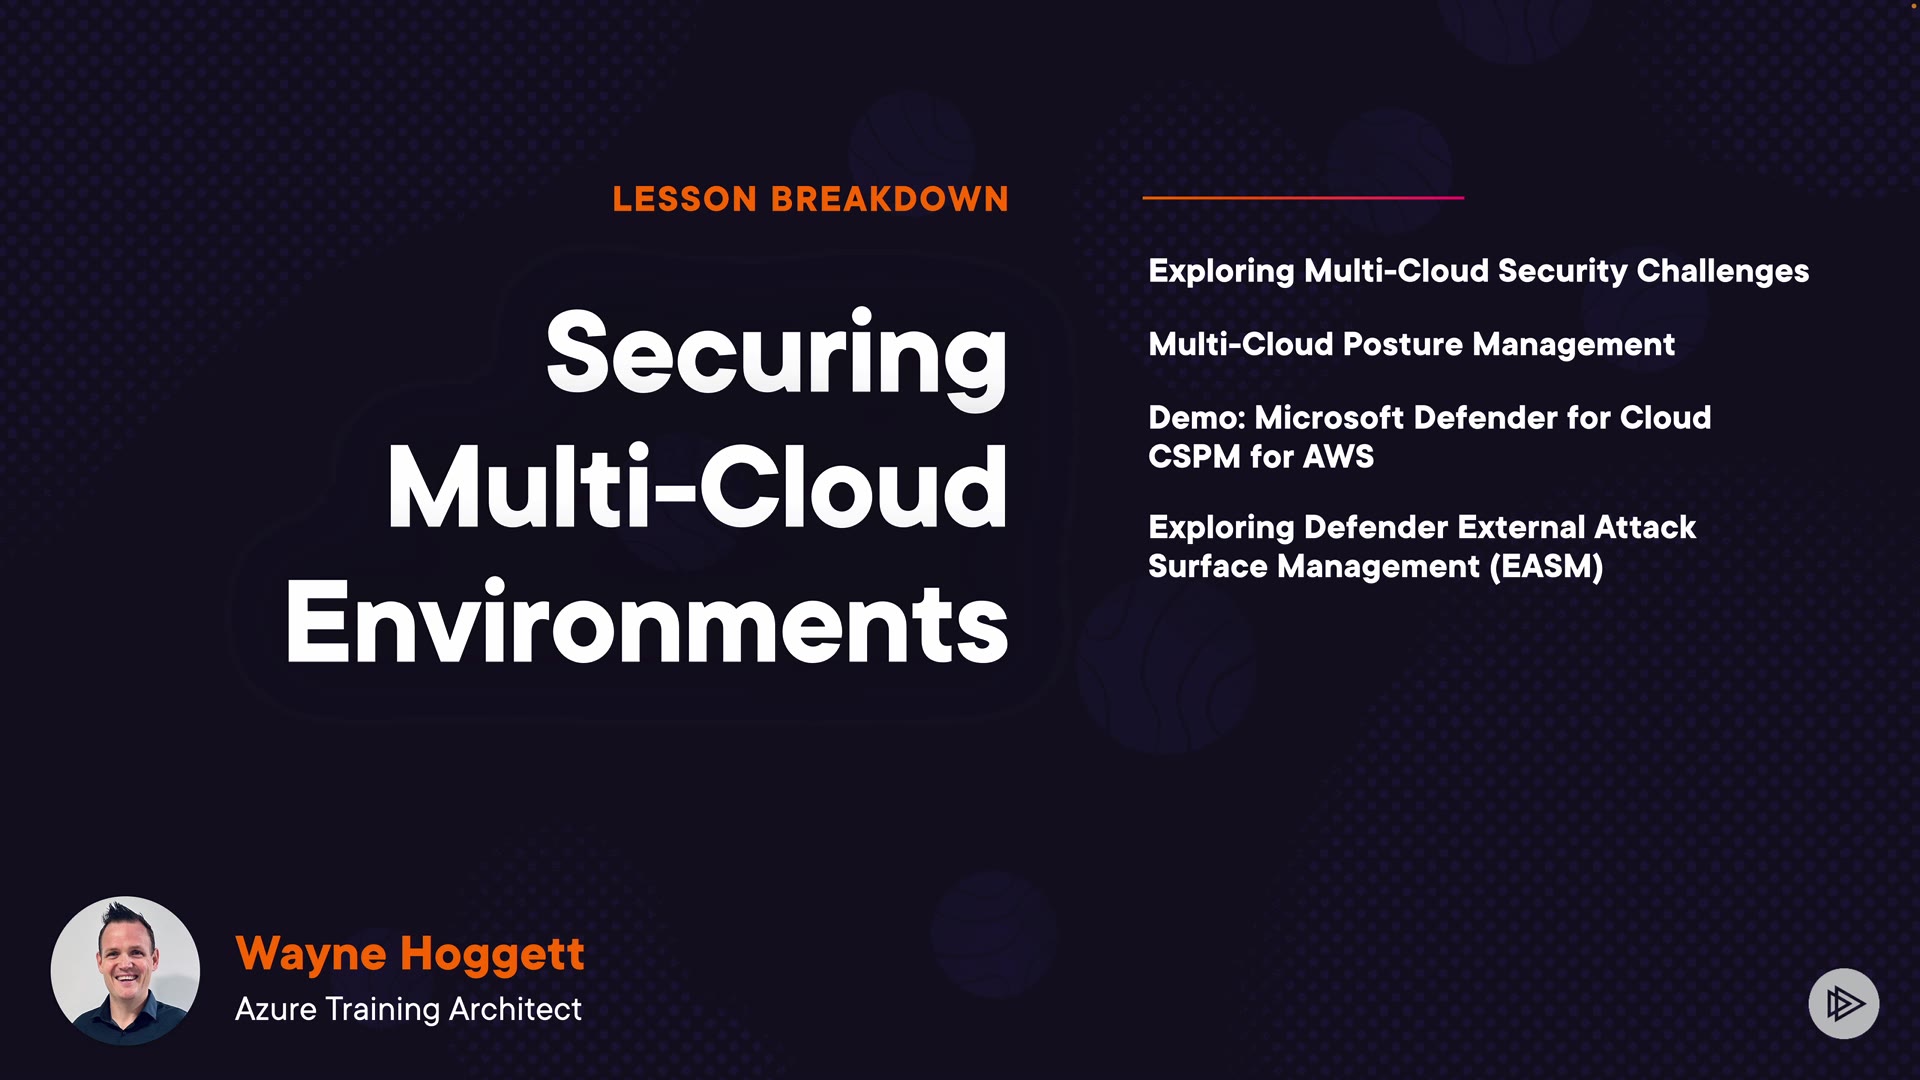 LESSON BREAKDOWN
Securing
Multi-Cloud
Environments
Exploring Multi-Cloud Security Challenges
Multi-Cloud Posture Management
Demo: Microsoft Defender for Cloud
CSPM for AWS
Exploring Defender External Attack
Surface Management (EASM)
Wayne Hoggett
Azure Training Architect